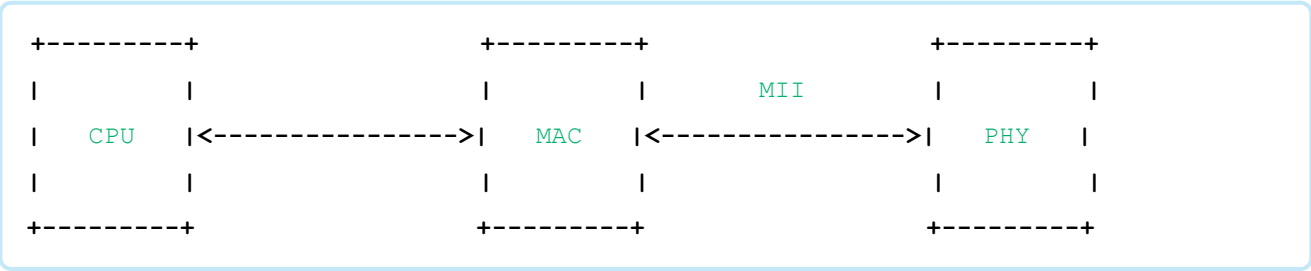 +---------+                   +---------+                   +---------+
|         |                   |         |       MII         |         |
|   CPU   |<---------------->|   MAC   |<---------------->|   PHY   |
|         |                   |         |                   |         |
+---------+                   +---------+                   +---------+